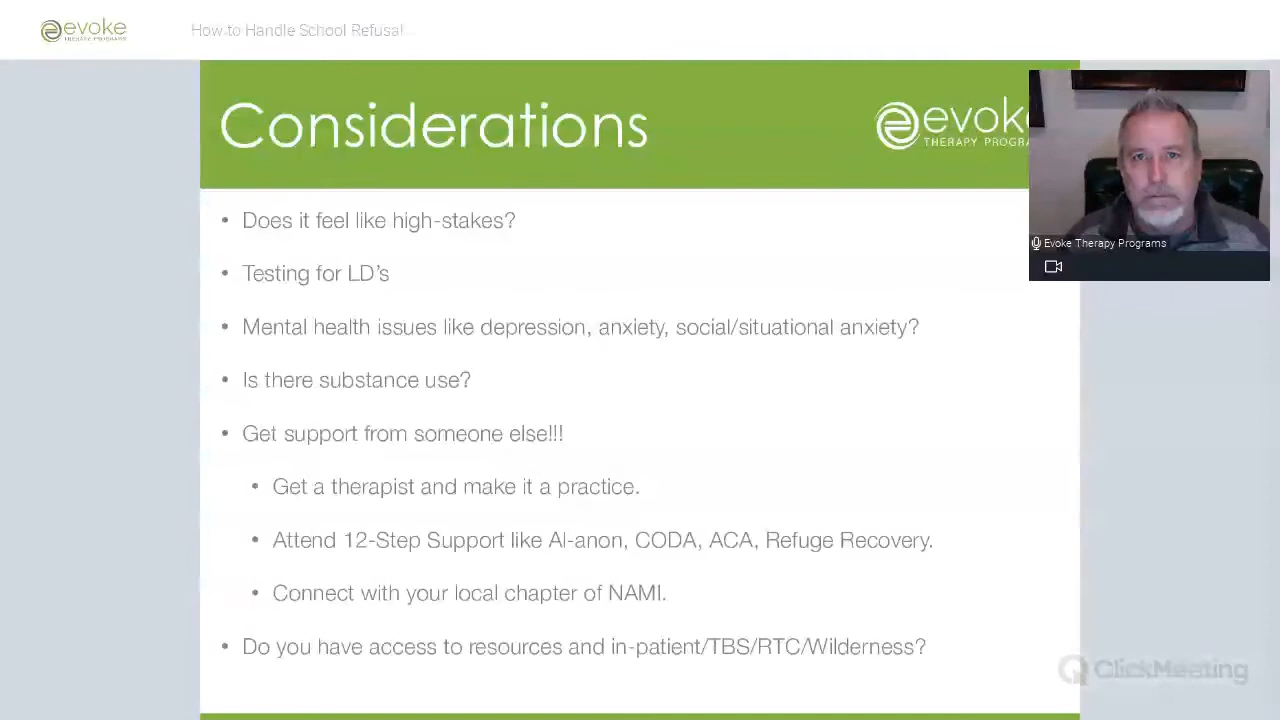 evoke
THERAPY PROGRAMS
How to Handle School Refusal...
Considerations
evoke
THERAPY PROGRA
Evoke Therapy Programs
• Does it feel like high-stakes?
• Testing for LD's
• Mental health issues like depression, anxiety, social/situational anxiety?
• Is there substance use?
• Get support from someone else!!!
• Get a therapist and make it a practice.
• Attend 12-Step Support like Al-anon, CODA, ACA, Refuge Recovery.
• Connect with your local chapter of NAMI.
• Do you have access to resources and in-patient/TBS/RTC/Wilderness?
ClickMeeting